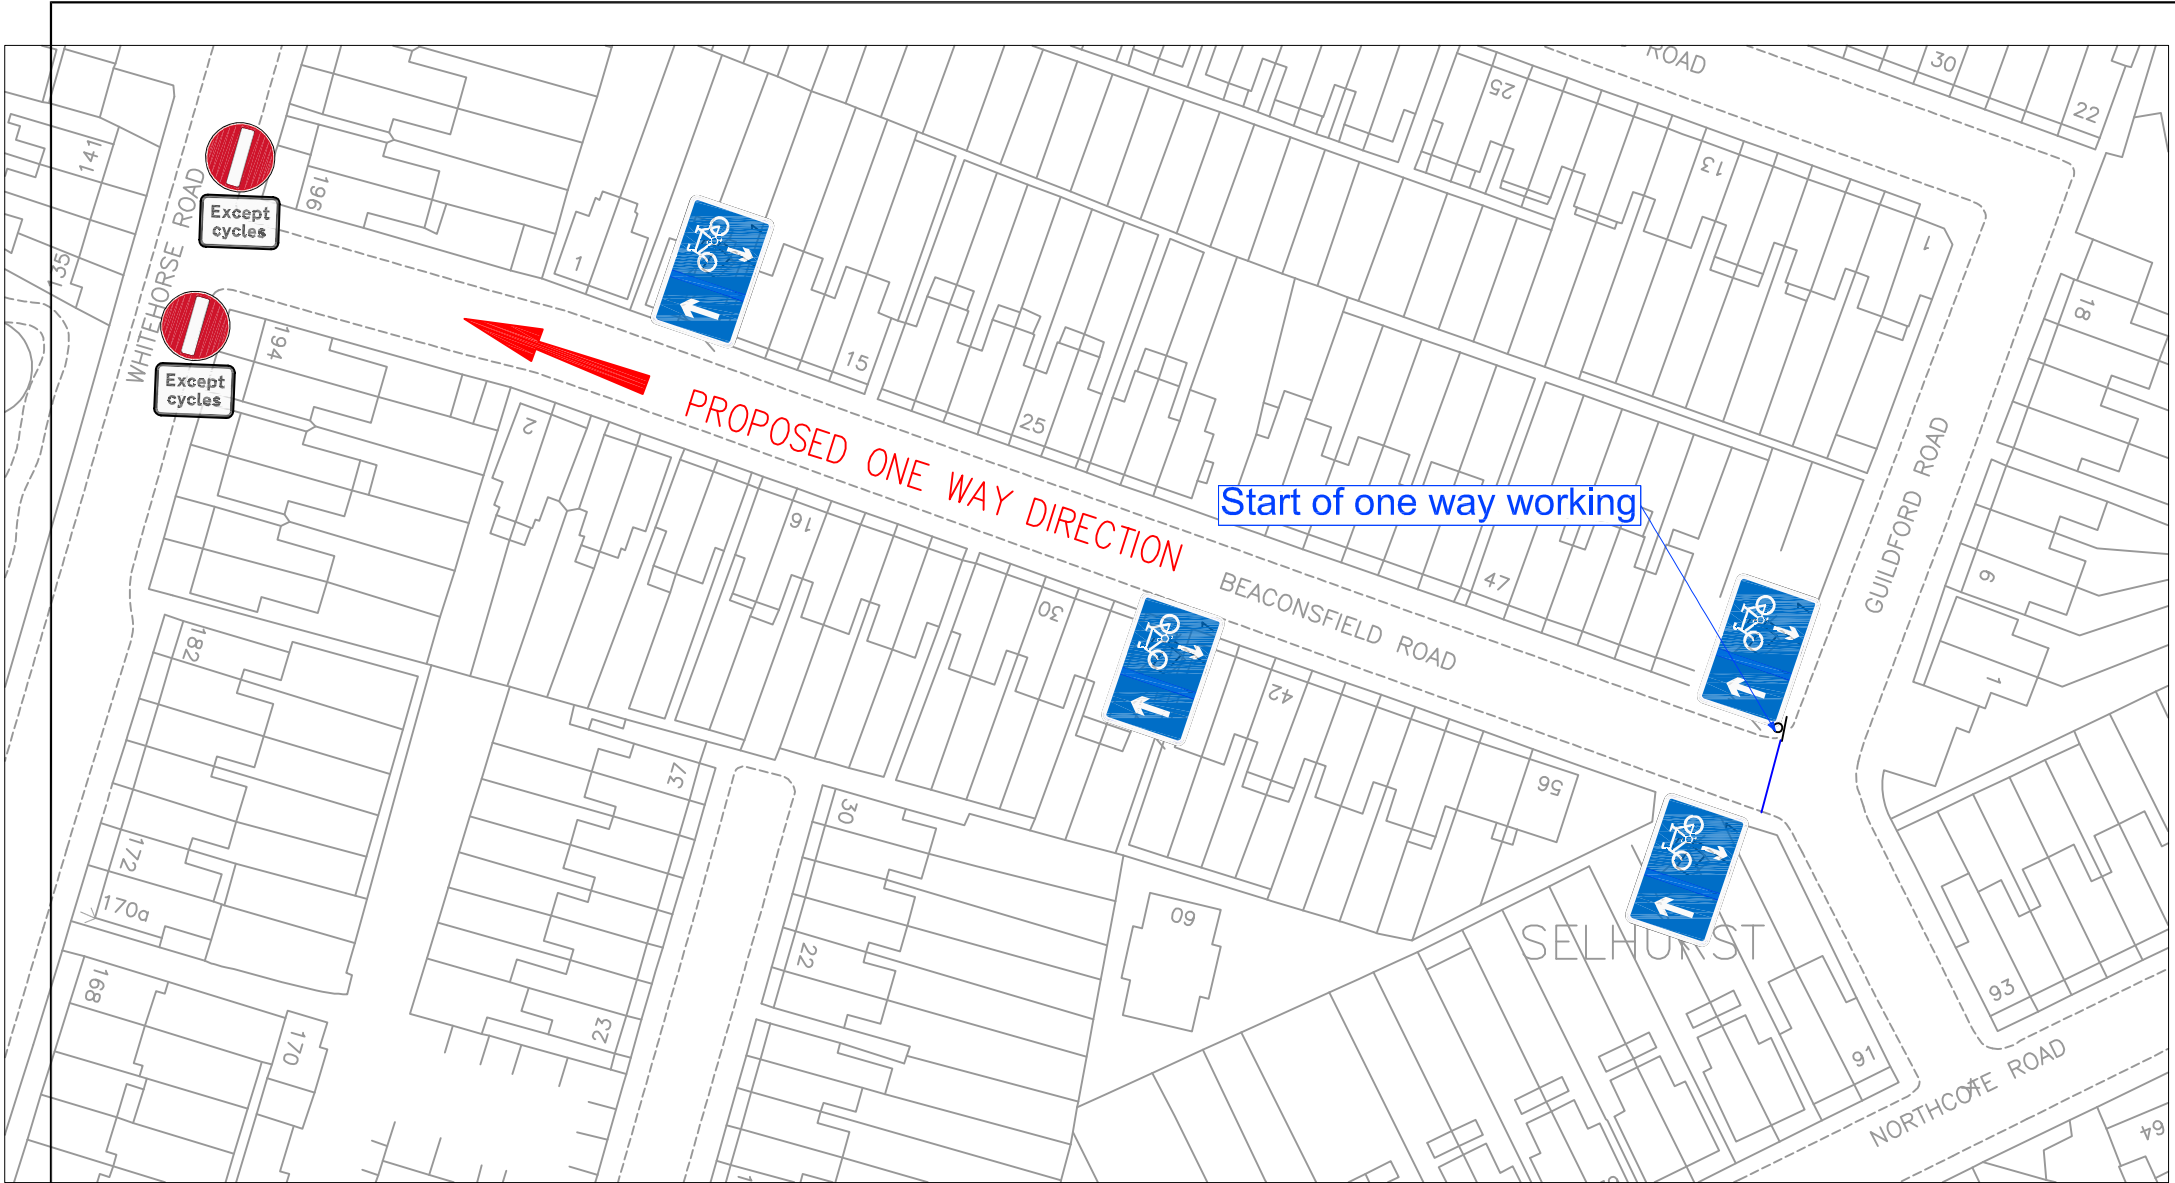 ROAD
30
25
22
13
141
WHITEHORSE ROAD
Except
cycles
196
1
1
135
18
194
15
Except
cycles
2
25
PROPOSED ONE WAY DIRECTION
Start of one way working
GUILDFORD ROAD
16
47
BEACONSFIELD ROAD
30
9
182
42
1
37
56
30
172
170a
60
22
SELHURST
168
93
23
170
91
NORTHCOTE ROAD
64